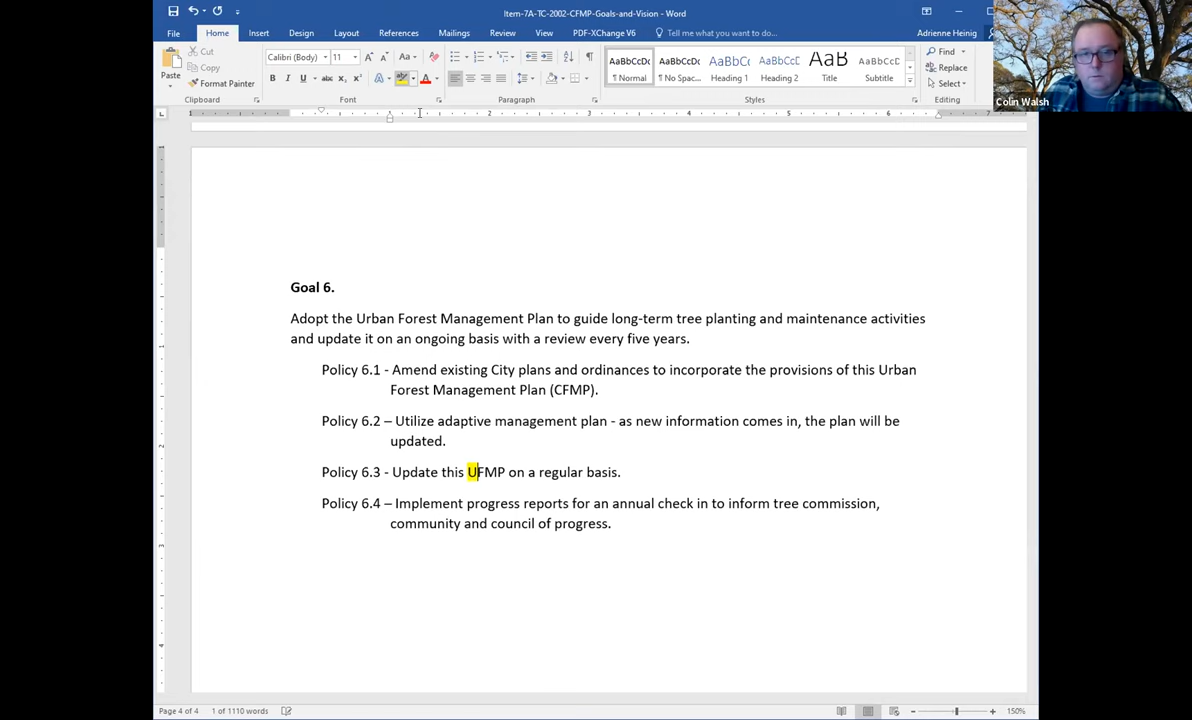 Item-7A-TC-2002-CFMP-Goals-and-Vision - Word
Adrienne Heinig
File Home Insert Design Layout References Mailings Review View PDF-XChange V6 Tell me what you want to do...
Paste
Cut
Copy
Format Painter
Clipboard
Calibri (Body) 11
Font
Paragraph
AaBbCcDc AaBbCcDc AaBbCc AaBbCcD AaB AaBbCcD
¶ Normal ¶ No Spac... Heading 1 Heading 2 Title Subtitle
Styles
Find
Replace
Select
Editing
Colin Walsh
Goal 6.
Adopt the Urban Forest Management Plan to guide long-term tree planting and maintenance activities
and update it on an ongoing basis with a review every five years.
Policy 6.1 - Amend existing City plans and ordinances to incorporate the provisions of this Urban
Forest Management Plan (CFMP).
Policy 6.2 – Utilize adaptive management plan - as new information comes in, the plan will be
updated.
Policy 6.3 - Update this UFMP on a regular basis.
Policy 6.4 – Implement progress reports for an annual check in to inform tree commission,
community and council of progress.
Page 4 of 4 1 of 1110 words
150%